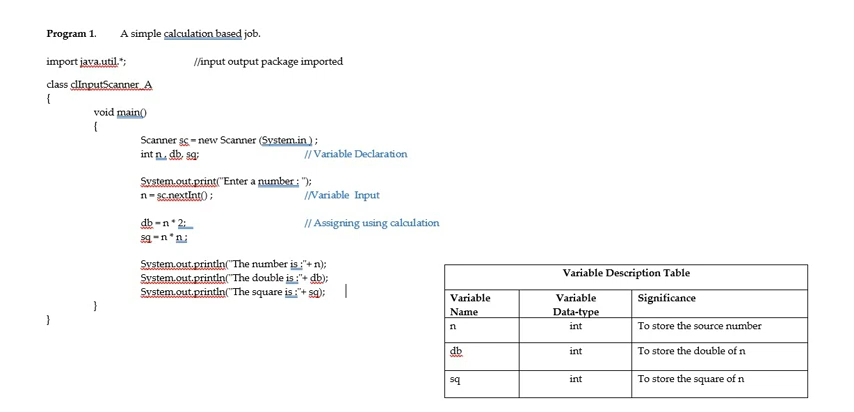 Program 1. A simple calculation based job.
import java.util.*; //input output package imported
class clInputScanner_A
{
void main()
{
Scanner sc = new Scanner (System.in ) ;
int n , db, sq; // Variable Declaration
System.out.print("Enter a number : ");
n = sc.nextInt() ; //Variable Input
db = n * 2; // Assigning using calculation
sq = n * n ;
System.out.println("The number is :"+ n);
System.out.println("The double is :"+ db);
System.out.println("The square is :"+ sq);
}
}
Variable Description Table
Variable Name Variable Data-type Significance
n int To store the source number
db int To store the double of n
sq int To store the square of n